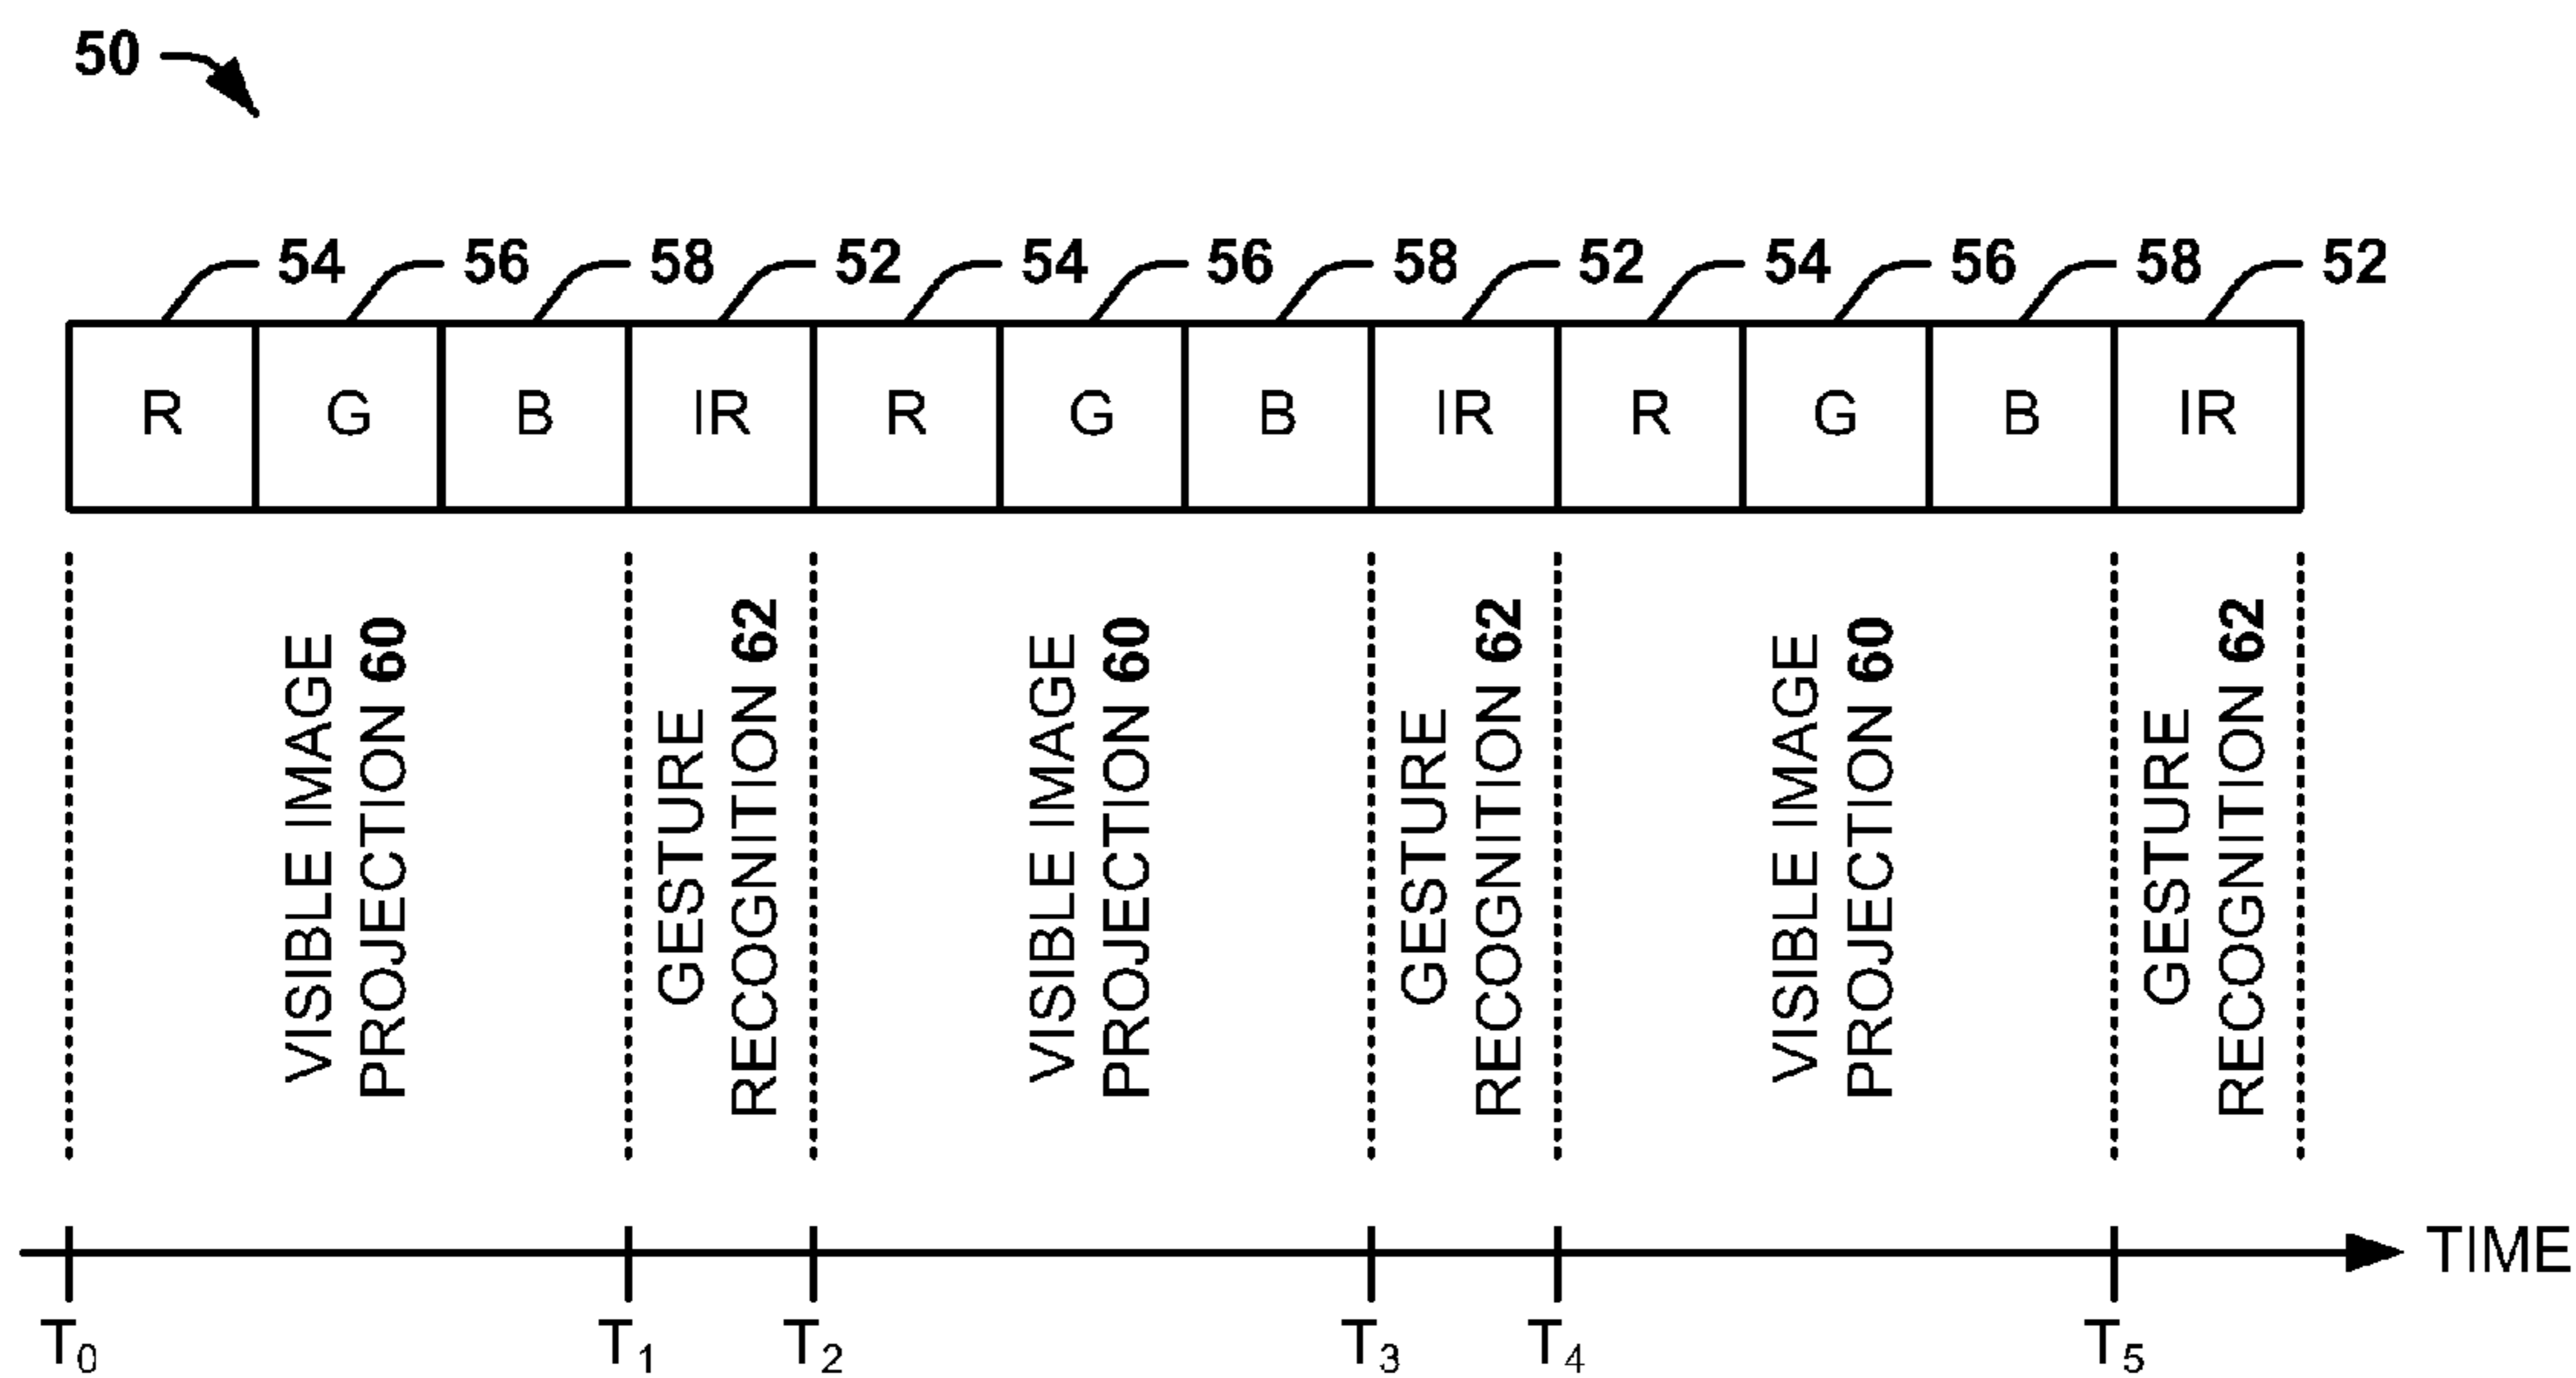 50
54 56 58 52 54 56 58 52 54 56 58 52
R G B IR R G B IR R G B IR
VISIBLE IMAGE
PROJECTION 60
GESTURE
RECOGNITION 62
VISIBLE IMAGE
PROJECTION 60
GESTURE
RECOGNITION 62
VISIBLE IMAGE
PROJECTION 60
GESTURE
RECOGNITION 62
TIME
T0 T1 T2 T3 T4 T5